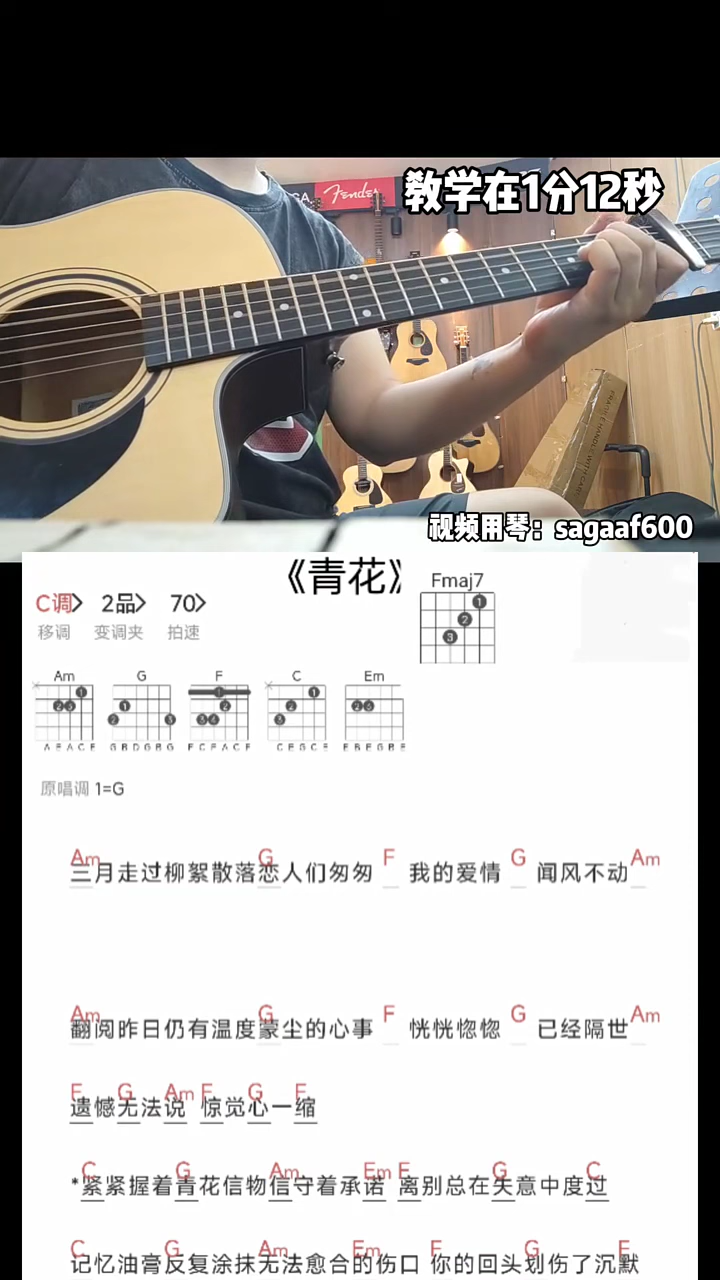 教学在1分12秒
Fender
视频用琴：sagaaf600
《青花》
Fmaj7
C调> 2品> 70>
移调 变调夹 拍速
Am G F C Em
A E A C E G B D G B G F C F A C F C E G C E E B E G B E
原唱调 1=G
Am G F G Am
三月走过柳絮散落恋人们匆匆 我的爱情 闻风不动
Am G F G Am
翻阅昨日仍有温度蒙尘的心事 恍恍惚惚 已经隔世
F G Am F G F
遗憾无法说 惊觉心一缩
C G Am Em F G C
*紧紧握着青花信物信守着承诺 离别总在失意中度过
C G Am Em F G F
记忆油膏反复涂抹无法愈合的伤口 你的回头划伤了沉默